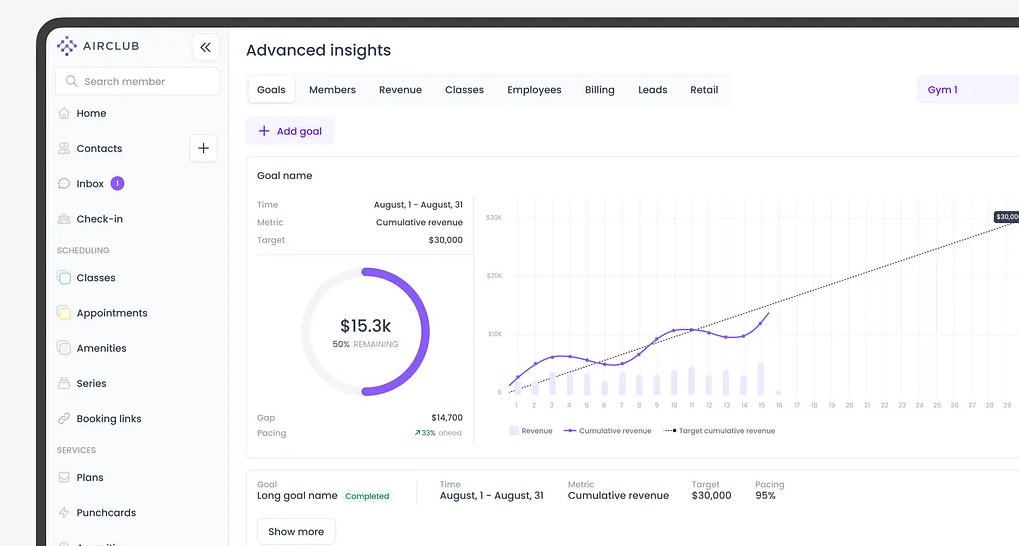 AIRCLUB
Search member
Home
Contacts
Inbox 1
Check-in
SCHEDULING
Classes
Appointments
Amenities
Series
Booking links
SERVICES
Plans
Punchcards
Advanced insights
Goals Members Revenue Classes Employees Billing Leads Retail
Gym 1
Add goal
Goal name
Time August, 1 - August, 31
Metric Cumulative revenue
Target $30,000
$15.3k
50% REMAINING
Gap $14,700
Pacing 33% ahead
$30K
$20K
$10K
0
$30,00
1 2 3 4 5 6 7 8 9 10 11 12 13 14 15 16 17 18 19 20 21 22 23 24 25 26 27 28 29
Revenue Cumulative revenue Target cumulative revenue
Goal Time Metric Target Pacing
Long goal name Completed August, 1 - August, 31 Cumulative revenue $30,000 95%
Show more